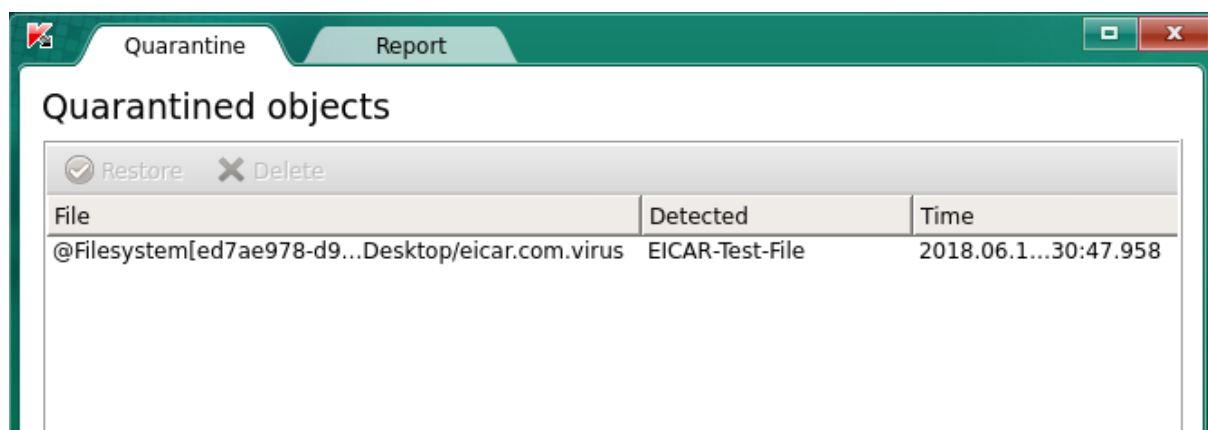 Quarantine Report
Quarantined objects
Restore Delete
File Detected Time
@Filesystem[ed7ae978-d9...Desktop/eicar.com.virus EICAR-Test-File 2018.06.1...30:47.958